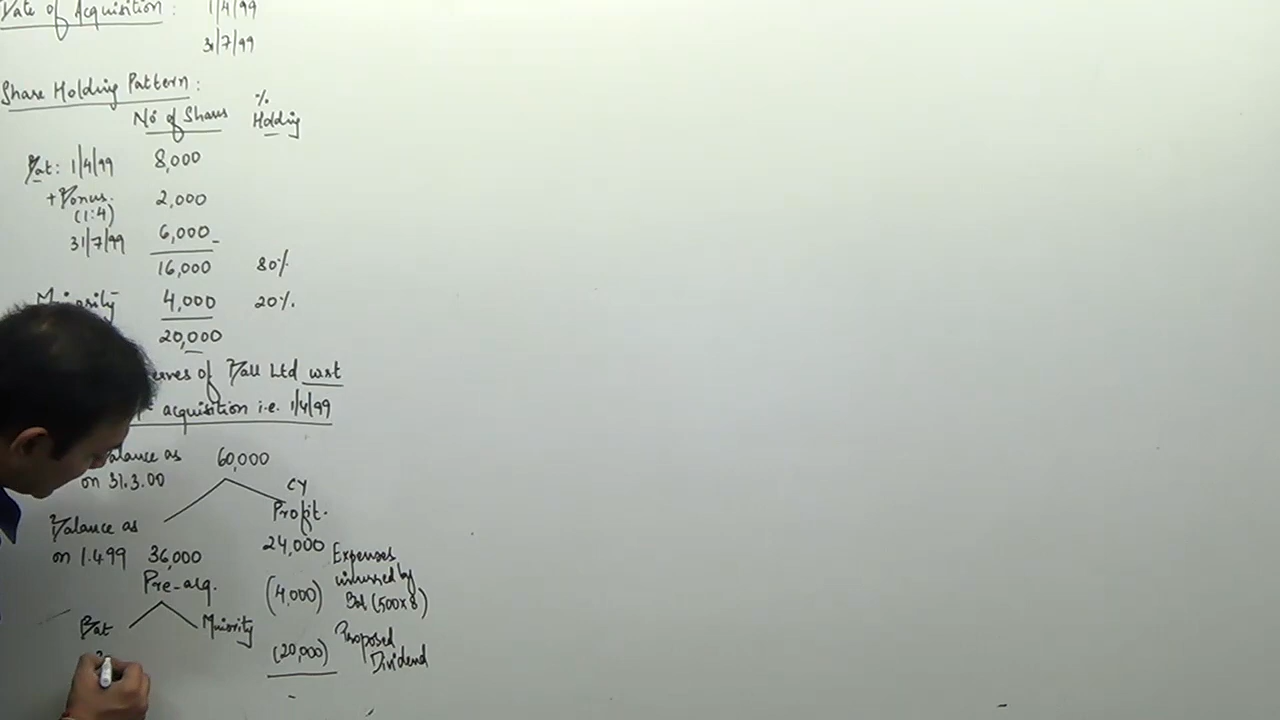 Date of Acquisition : 1/4/99
31/7/99
Share Holding Pattern :
No of Shares % Holding
Bat: 1/4/99 8,000
+ Bonus. (1:4) 2,000
31/7/99 6,000
16,000 80%
Minority 4,000 20%.
20,000
of Ball Ltd wrt
acquisition i.e. 1/4/99
Balance as on 31.3.00 60,000
CY Profit.
24,000
Balance as on 1.4.99 36,000
Pre-acq.
(4,000) Expenses incurred by (500x8)
Bat Minority
(20,000) Proposed Dividend